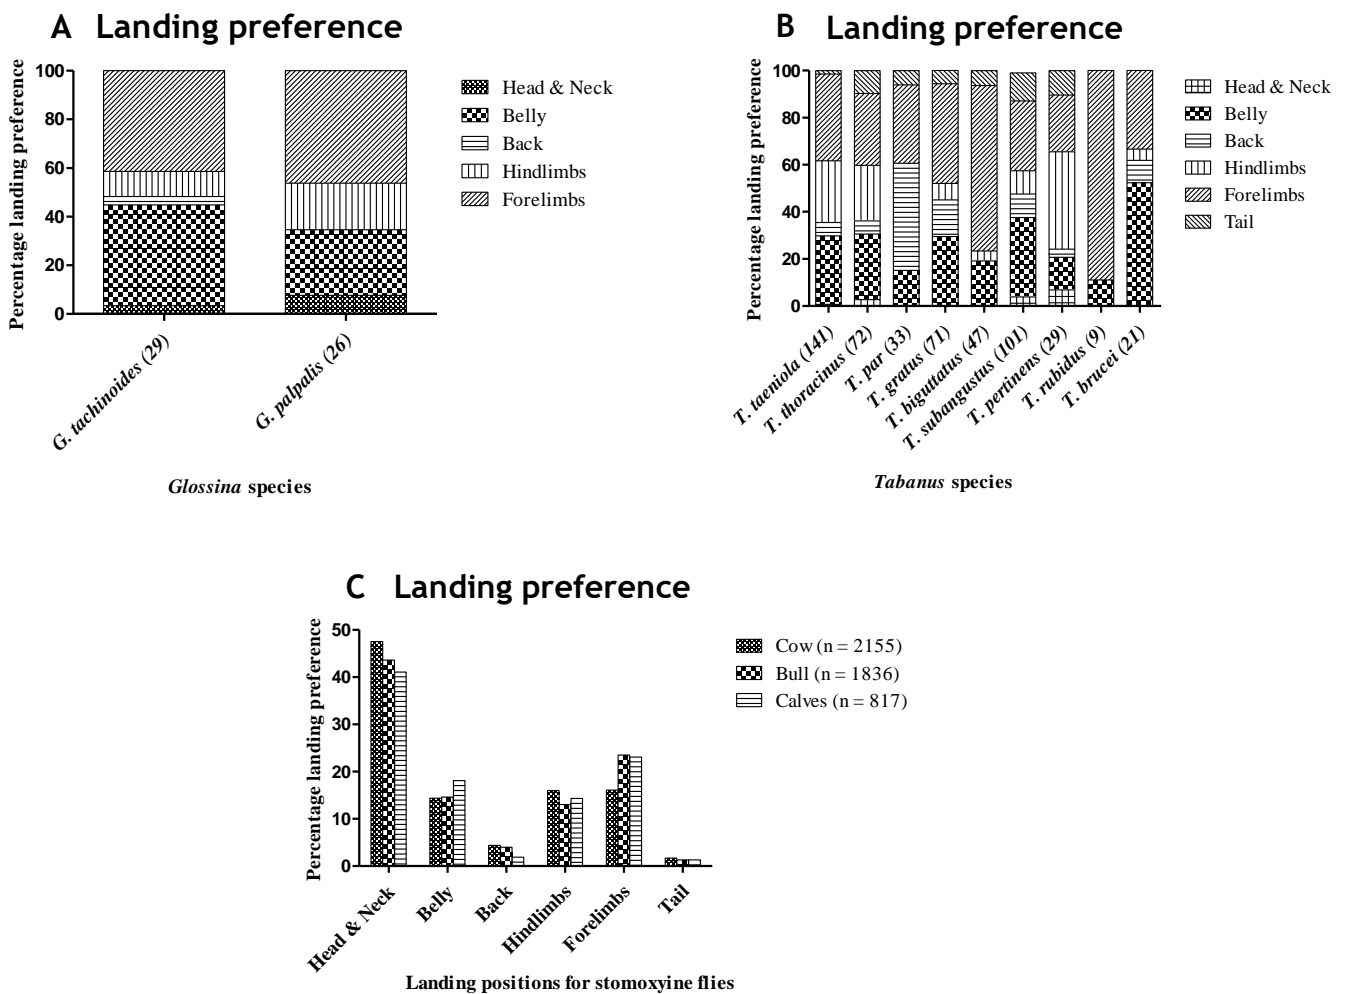 A Landing preference
Percentage landing preference
100
80
60
40
20
0
G. tachinoides (29)
G. palpalis (26)
Glossina species
Head & Neck
Belly
Back
Hindlimbs
Forelimbs
B Landing preference
Percentage landing preference
100
80
60
40
20
0
T. taeniola (141)
T. thoracinus (72)
T. par (33)
T. gratus (71)
T. biguttatus (47)
T. subangustus (101)
T. pertinens (29)
T. rubidus (9)
T. brucei (21)
Tabanus species
Head & Neck
Belly
Back
Hindlimbs
Forelimbs
Tail
C Landing preference
Percentage landing preference
50
40
30
20
10
0
Head & Neck
Belly
Back
Hindlimbs
Forelimbs
Tail
Landing positions for stomoxyine flies
Cow (n = 2155)
Bull (n = 1836)
Calves (n = 817)